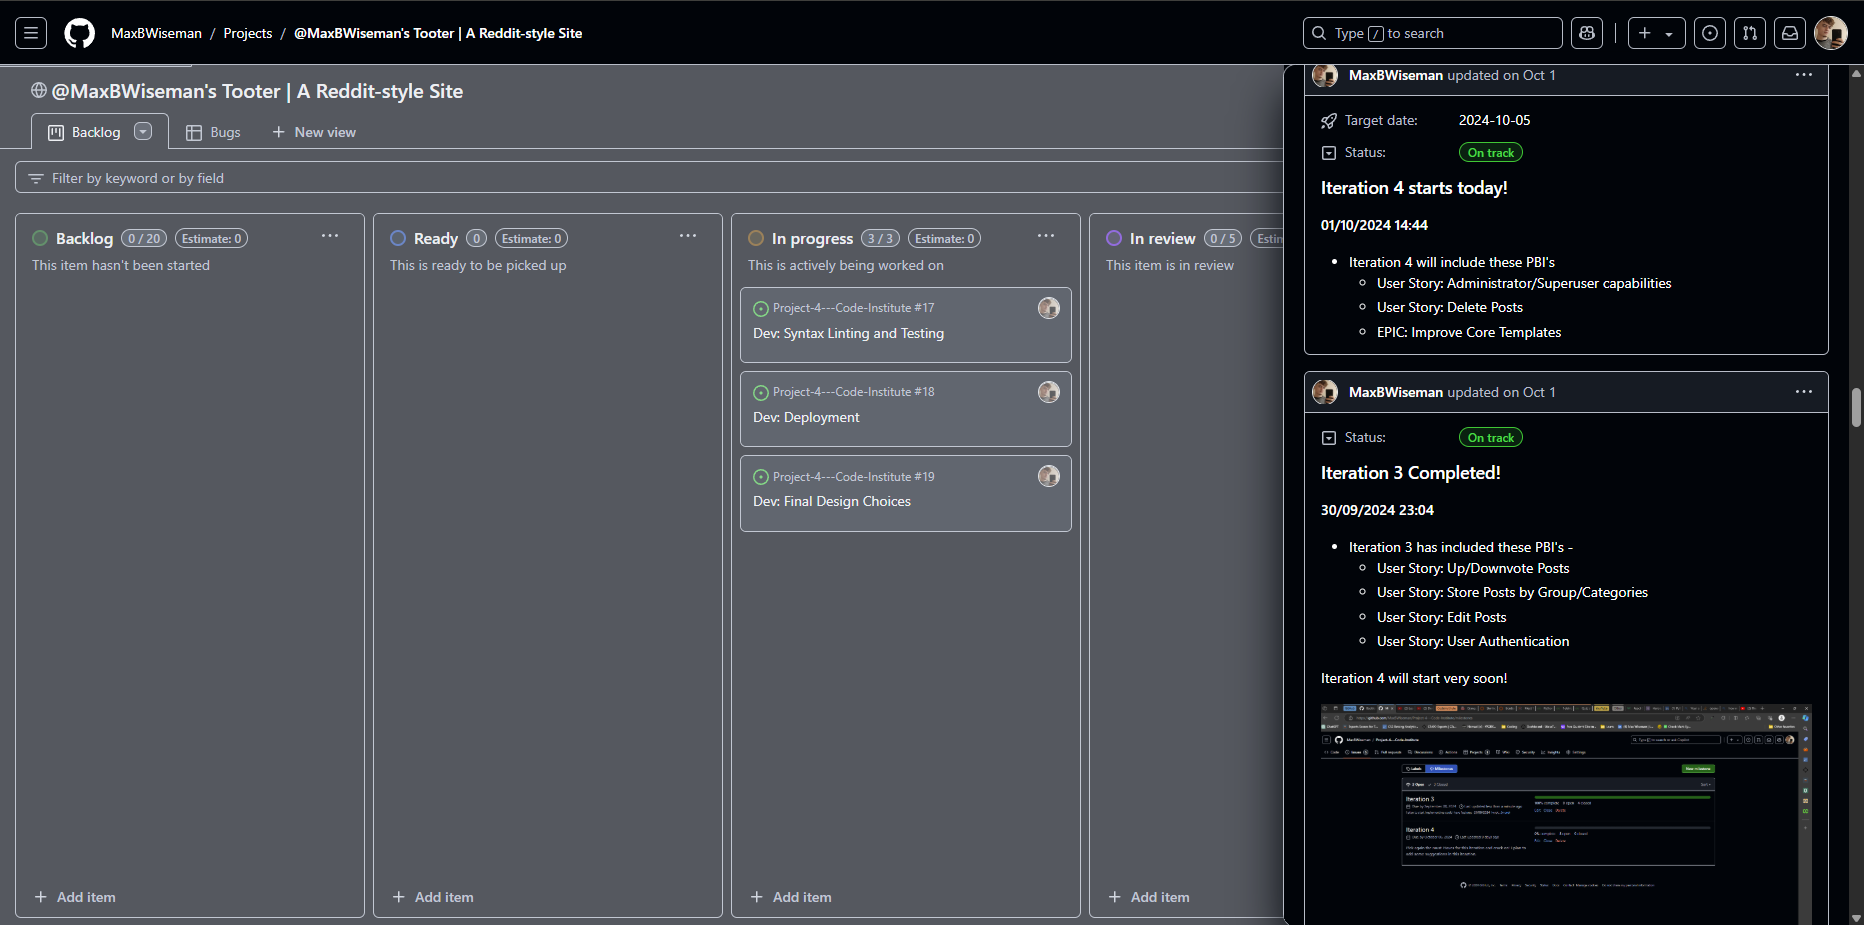 MaxBWiseman / Projects / @MaxBWiseman's Tooter | A Reddit-style Site
Type / to search
@MaxBWiseman's Tooter | A Reddit-style Site
Backlog
Bugs
New view
Filter by keyword or by field
Backlog 0 / 20 Estimate: 0
This item hasn't been started
Add item
Ready 0 Estimate: 0
This is ready to be picked up
Add item
In progress 3 / 3 Estimate: 0
This is actively being worked on
Project-4---Code-Institute #17
Dev: Syntax Linting and Testing
Project-4---Code-Institute #18
Dev: Deployment
Project-4---Code-Institute #19
Dev: Final Design Choices
Add item
In review 0 / 5 Estim
This item is in review
Add item
MaxBWiseman updated on Oct 1
Target date: 2024-10-05
Status: On track
Iteration 4 starts today!
01/10/2024 14:44
Iteration 4 will include these PBI's
User Story: Administrator/Superuser capabilities
User Story: Delete Posts
EPIC: Improve Core Templates
MaxBWiseman updated on Oct 1
Status: On track
Iteration 3 Completed!
30/09/2024 23:04
Iteration 3 has included these PBI's -
User Story: Up/Downvote Posts
User Story: Store Posts by Group/Categories
User Story: Edit Posts
User Story: User Authentication
Iteration 4 will start very soon!
Iteration 3
Iteration 4